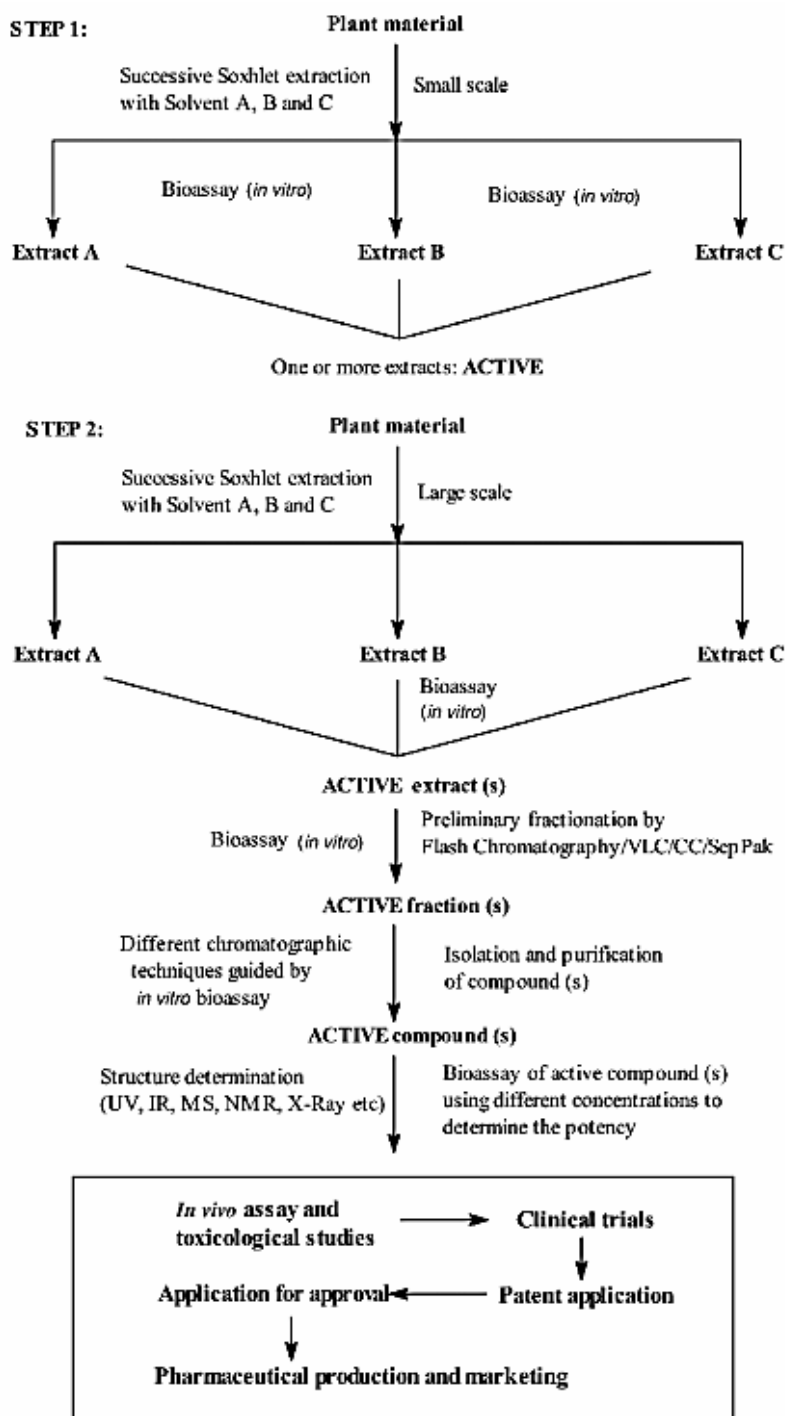 STEP 1:
Plant material
Successive Soxhlet extraction
with Solvent A, B and C
Small scale
Bioassay (in vitro)
Bioassay (in vitro)
Extract A
Extract B
Extract C
One or more extracts: ACTIVE
STEP 2:
Plant material
Successive Soxhlet extraction
with Solvent A, B and C
Large scale
Extract A
Extract B
Extract C
Bioassay
(in vitro)
ACTIVE extract (s)
Bioassay (in vitro)
Preliminary fractionation by
Flash Chromatography/VLC/CC/Sep Pak
ACTIVE fraction (s)
Different chromatographic
techniques guided by
in vitro bioassay
Isolation and purification
of compound (s)
ACTIVE compound (s)
Structure determination
(UV, IR, MS, NMR, X-Ray etc)
Bioassay of active compound (s)
using different concentrations to
determine the potency
In vivo assay and
toxicological studies
Clinical trials
Application for approval
Patent application
Pharmaceutical production and marketing